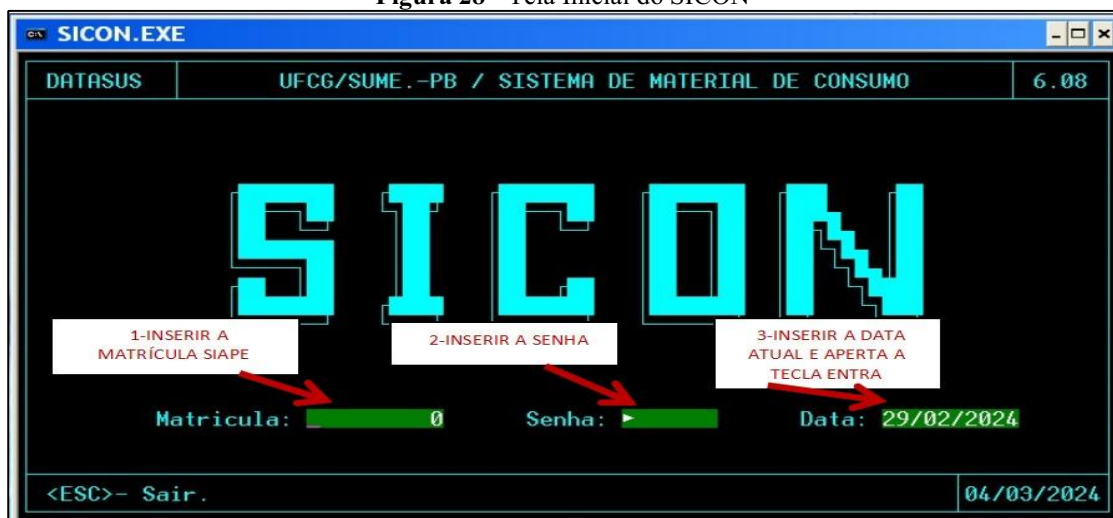 Figura 28 - Tela Inicial do SICON
SICON.EXE
DATASUS
UFCG/SUME.-PB / SISTEMA DE MATERIAL DE CONSUMO
6.08
SICON
1-INSERIR A
MATRÍCULA SIAPE
2-INSERIR A SENHA
3-INSERIR A DATA
ATUAL E APERTA A
TECLA ENTRA
Matricula: 0
Senha:
Data: 29/02/2024
<ESC>- Sair.
04/03/2024